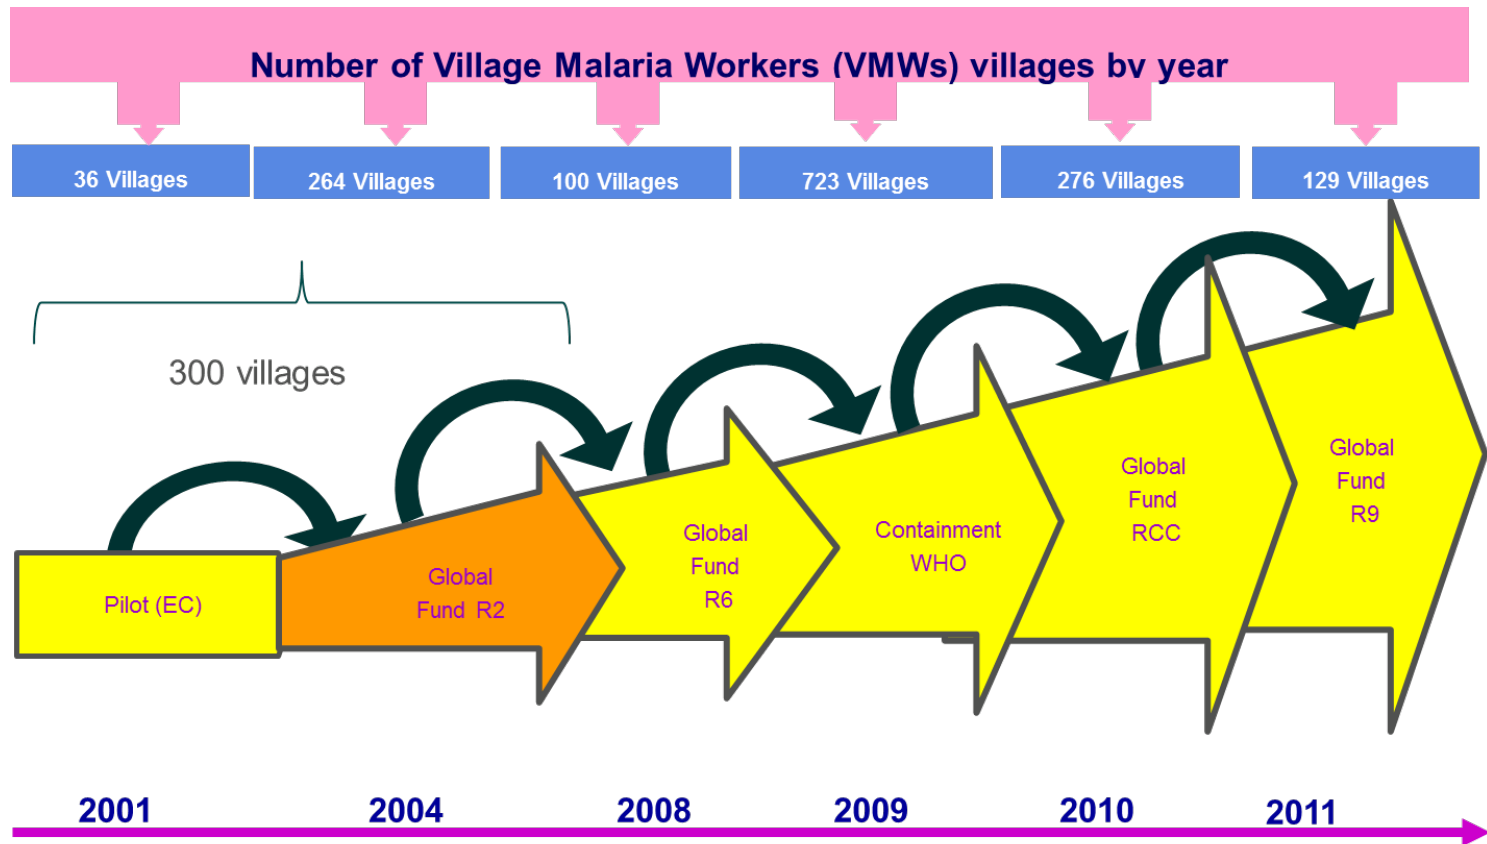 Number of Village Malaria Workers (VMWs) villages by year
36 Villages
264 Villages
100 Villages
723 Villages
276 Villages
129 Villages
300 villages
Pilot (EC)
Global
Fund R2
Global
Fund
R6
Containment
WHO
Global
Fund
RCC
Global
Fund
R9
2001
2004
2008
2009
2010
2011